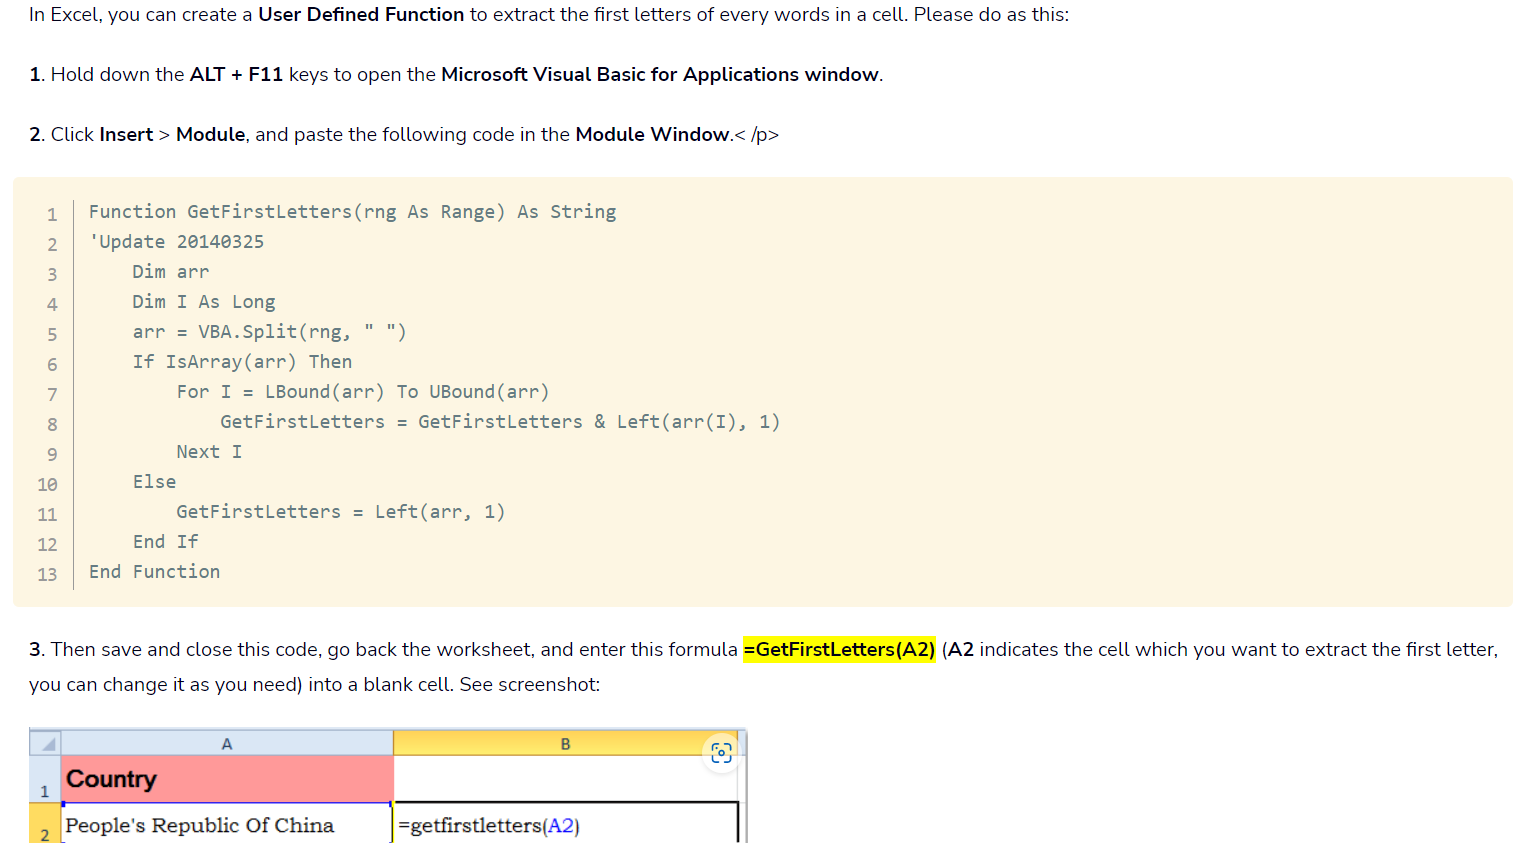 In Excel, you can create a User Defined Function to extract the first letters of every words in a cell. Please do as this:
1. Hold down the ALT + F11 keys to open the Microsoft Visual Basic for Applications window.
2. Click Insert > Module, and paste the following code in the Module Window.< /p>
1 Function GetFirstLetters(rng As Range) As String
2 'Update 20140325
3     Dim arr
4     Dim I As Long
5     arr = VBA.Split(rng, " ")
6     If IsArray(arr) Then
7         For I = LBound(arr) To UBound(arr)
8             GetFirstLetters = GetFirstLetters & Left(arr(I), 1)
9         Next I
10     Else
11         GetFirstLetters = Left(arr, 1)
12     End If
13 End Function
3. Then save and close this code, go back the worksheet, and enter this formula =GetFirstLetters(A2) (A2 indicates the cell which you want to extract the first letter,
you can change it as you need) into a blank cell. See screenshot:
A B
1 Country
2 People's Republic Of China =getfirstletters(A2)